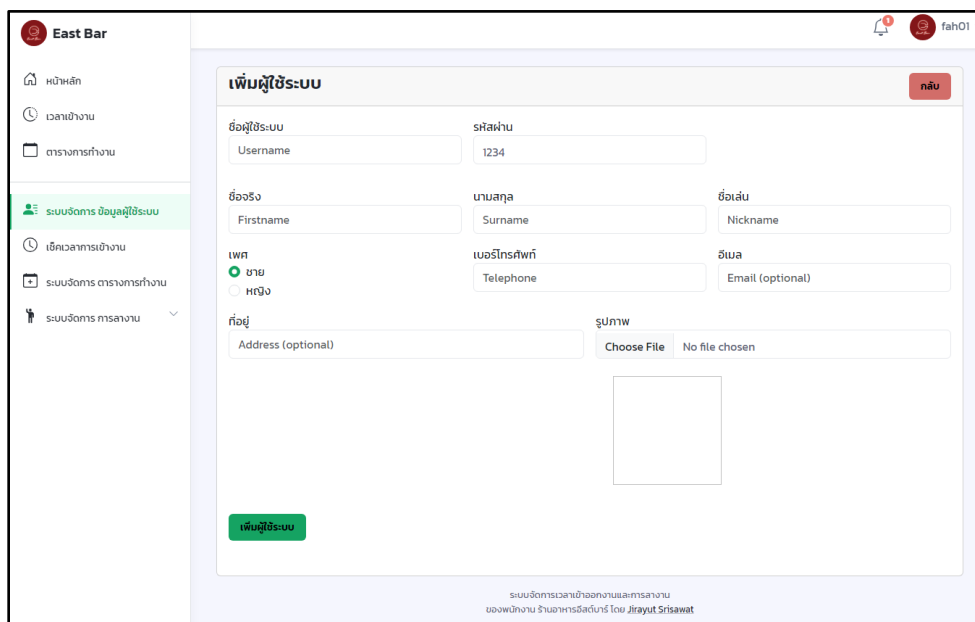 East Bar
1
fah01
หน้าหลัก
เวลาเข้างาน
ตารางการทำงาน
ระบบจัดการ ข้อมูลผู้ใช้ระบบ
เช็คเวลาการเข้างาน
ระบบจัดการ ตารางการทำงาน
ระบบจัดการ การลางาน
เพิ่มผู้ใช้ระบบ
กลับ
ชื่อผู้ใช้ระบบ รหัสผ่าน
Username 1234
ชื่อจริง นามสกุล ชื่อเล่น
Firstname Surname Nickname
เพศ เบอร์โทรศัพท์ อีเมล
ชาย Telephone Email (optional)
หญิง
ที่อยู่ รูปภาพ
Address (optional) Choose File No file chosen
เพิ่มผู้ใช้ระบบ
ระบบจัดการเวลาเข้าออกงานและการลางาน
ของพนักงาน ร้านอาหารอีสต์บาร์ โดย Jirayut Srisawat